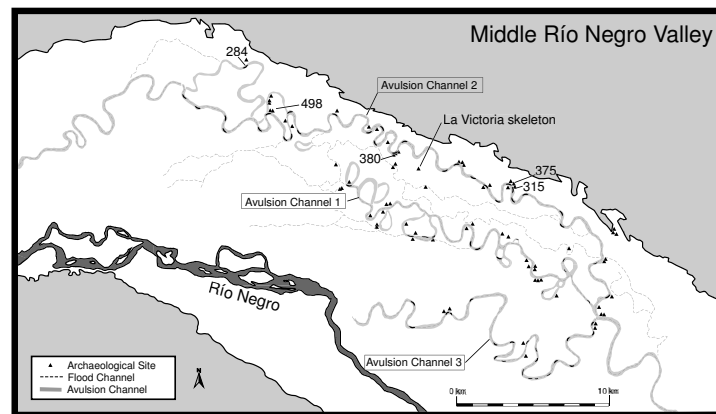 Middle Río Negro Valley
284
Avulsion Channel 2
498
La Victoria skeleton
380
375
315
Avulsion Channel 1
Río Negro
Avulsion Channel 3
Archaeological Site
Flood Channel
Avulsion Channel
N
0 km
10 km